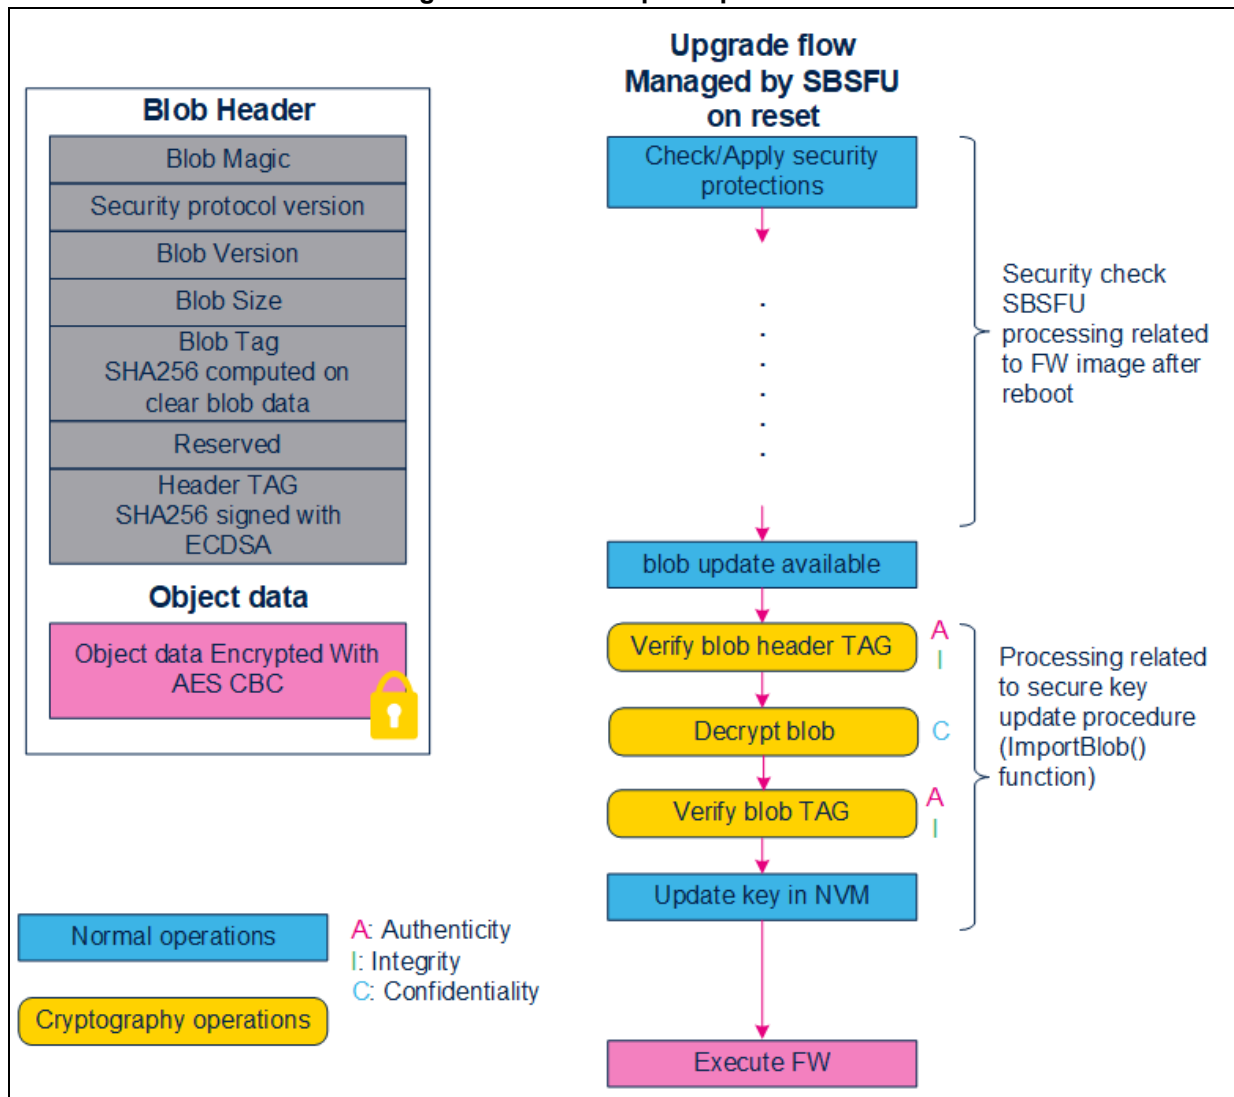 Blob Header
Blob Magic
Security protocol version
Blob Version
Blob Size
Blob Tag
SHA256 computed on
clear blob data
Reserved
Header TAG
SHA256 signed with
ECDSA
Object data
Object data Encrypted With
AES CBC
Upgrade flow
Managed by SBSFU
on reset
Check/Apply security
protections
.
.
.
.
.
.
Security check
SBSFU
processing related
to FW image after
reboot
blob update available
Verify blob header TAG
A
I
Decrypt blob
C
Verify blob TAG
A
I
Update key in NVM
Processing related
to secure key
update procedure
(ImportBlob()
function)
Execute FW
Normal operations
Cryptography operations
A: Authenticity
I: Integrity
C: Confidentiality